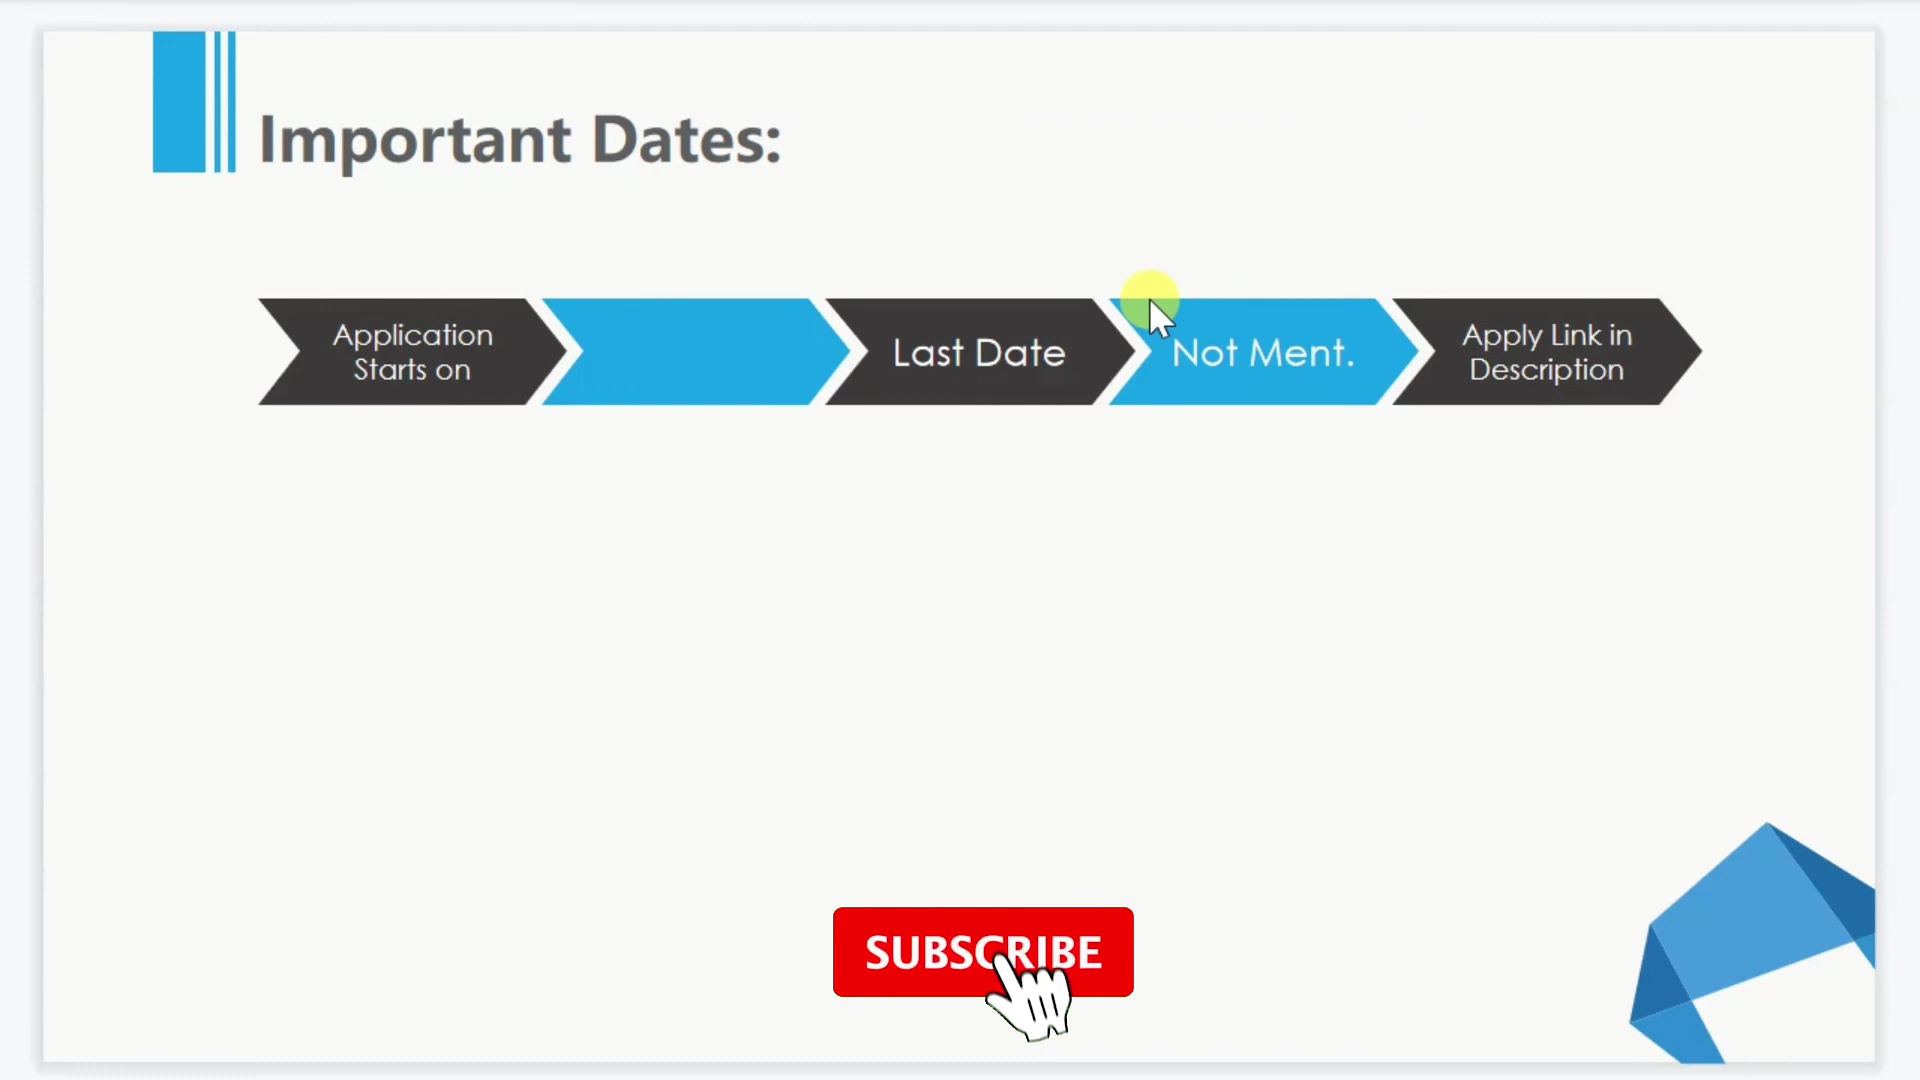 Important Dates:
Application
Starts on
Last Date
Not Ment.
Apply Link in
Description
SUBSCRIBE